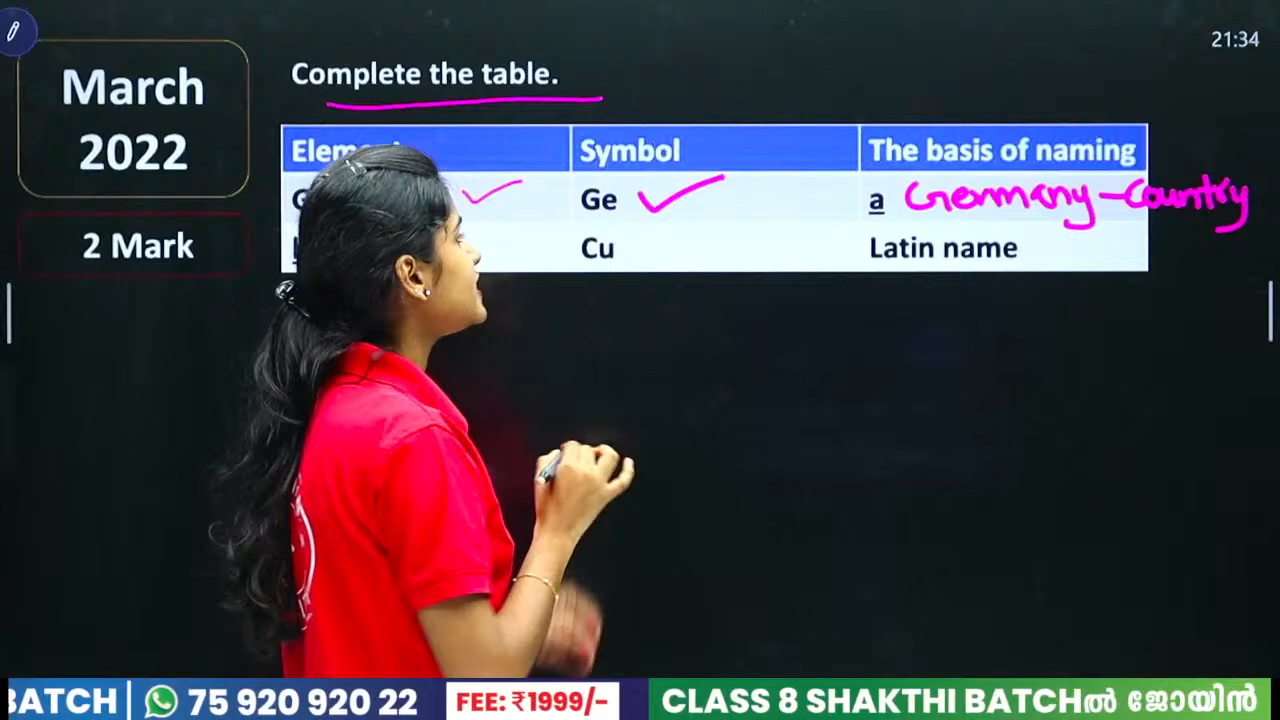 21:34
March
2022
2 Mark
Complete the table.
Symbol
The basis of naming
Ge
a Germany-Country
Cu
Latin name
BATCH
75 920 920 22
FEE: ₹1999/-
CLASS 8 SHAKTHI BATCHൽ ജോയിൻ